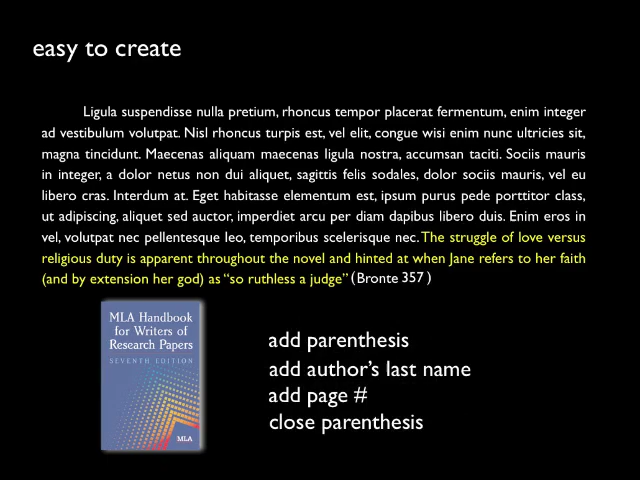 easy to create
Ligula suspendisse nulla pretium, rhoncus tempor placerat fermentum, enim integer
ad vestibulum volutpat. Nisl rhoncus turpis est, vel elit, congue wisi enim nunc ultricies sit,
magna tincidunt. Maecenas aliquam maecenas ligula nostra, accumsan taciti. Sociis mauris
in integer, a dolor netus non dui aliquet, sagittis felis sodales, dolor sociis mauris, vel eu
libero cras. Interdum at. Eget habitasse elementum est, ipsum purus pede porttitor class,
ut adipiscing, aliquet sed auctor, imperdiet arcu per diam dapibus libero duis. Enim eros in
vel, volutpat nec pellentesque leo, temporibus scelerisque nec. The struggle of love versus
religious duty is apparent throughout the novel and hinted at when Jane refers to her faith
(and by extension her god) as “so ruthless a judge” (Bronte 357 )
MLA Handbook
for Writers of
Research Papers
SEVENTH EDITION
MLA
add parenthesis
add author's last name
add page #
close parenthesis